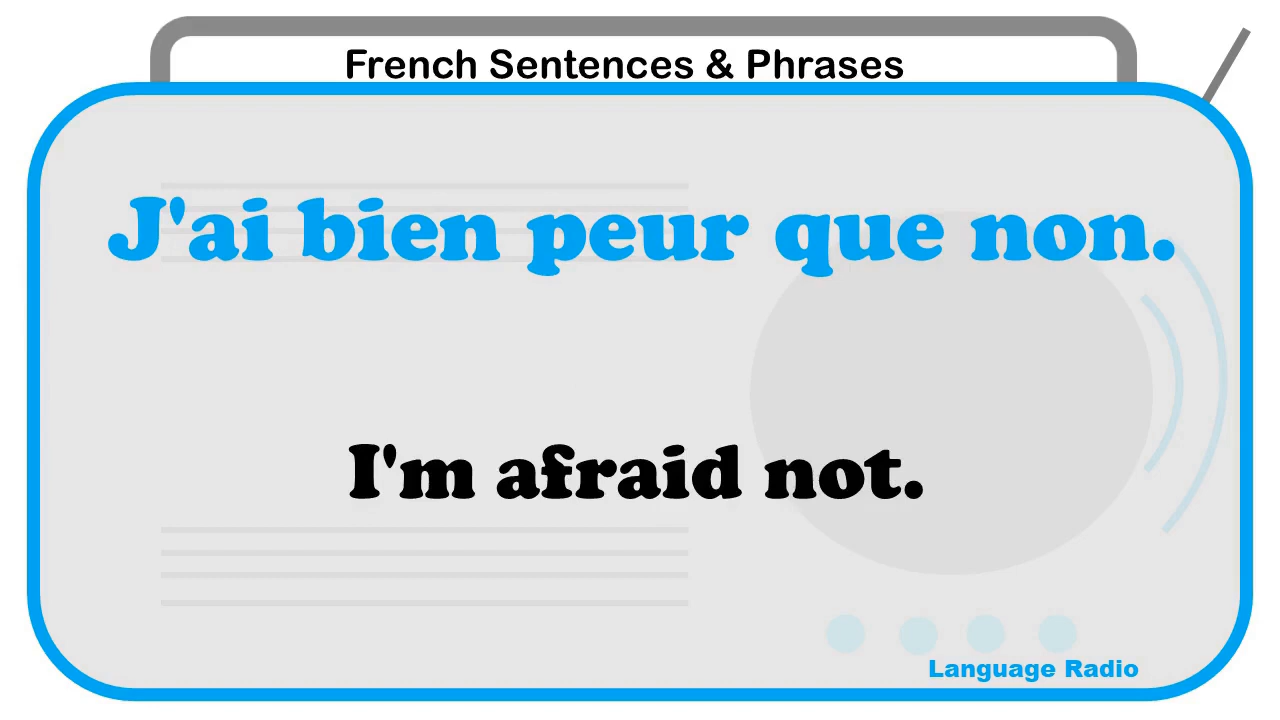 French Sentences & Phrases
J'ai bien peur que non.
I'm afraid not.
Language Radio